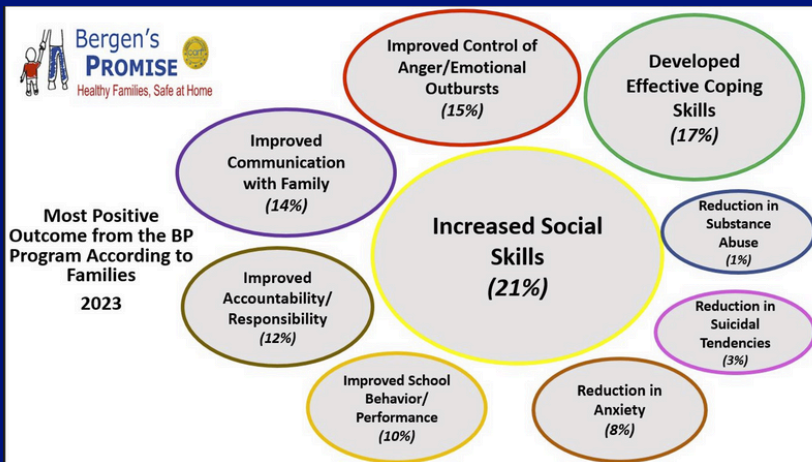 Bergen's
PROMISE
Healthy Families, Safe at Home
Most Positive
Outcome from the BP
Program According to
Families
2023
Improved Control of
Anger/Emotional
Outbursts
(15%)
Developed
Effective Coping
Skills
(17%)
Improved
Communication
with Family
(14%)
Increased Social
Skills
(21%)
Reduction in
Substance
Abuse
(1%)
Improved
Accountability/
Responsibility
(12%)
Reduction in
Suicidal
Tendencies
(3%)
Improved School
Behavior/
Performance
(10%)
Reduction in
Anxiety
(8%)